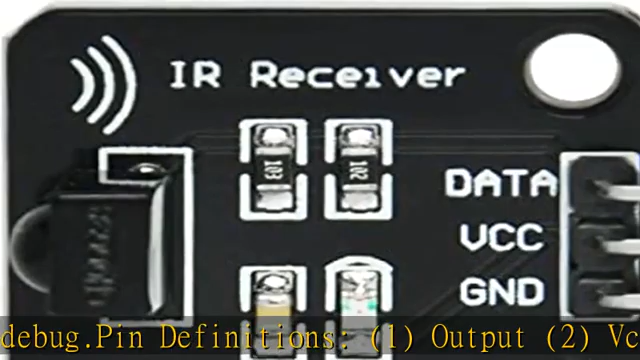 IR Receiver
103
102
DATA
VCC
GND
debug.Pin Definitions: (1) Output (2) Vc